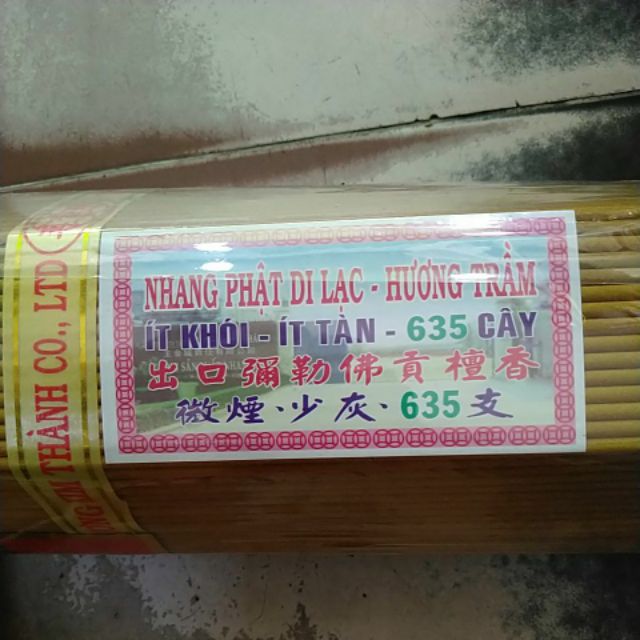 NHANG PHẬT DI LẠC - HƯƠNG TRẦM
ÍT KHÓI - ÍT TÀN - 635 CÂY
出口彌勒佛貢檀香
微煙、少灰、635支
THÀNH CO., LTD